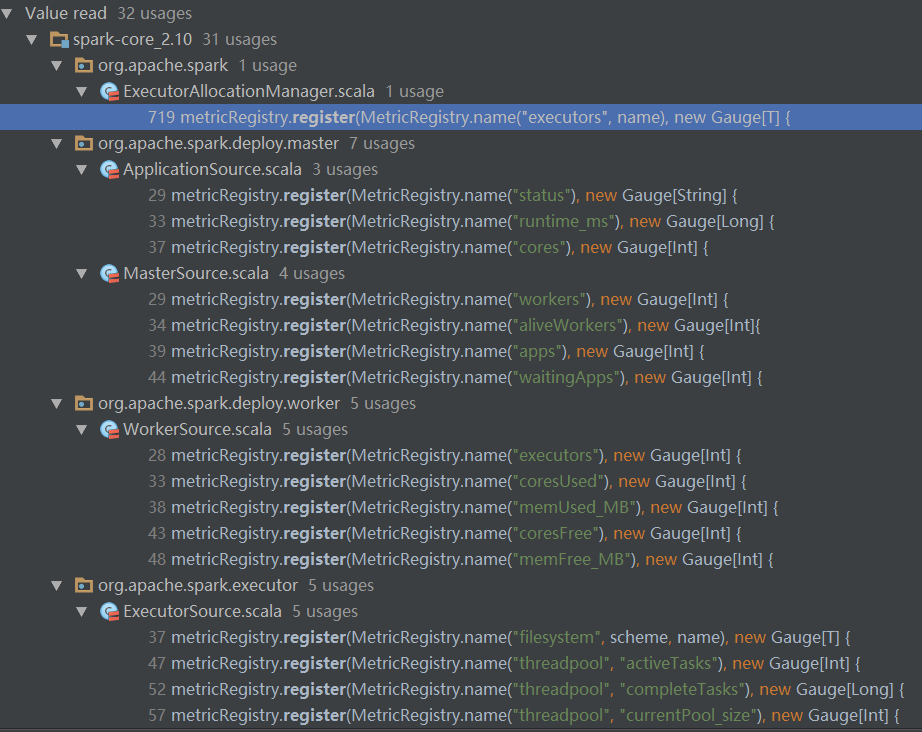 Value read 32 usages
spark-core_2.10 31 usages
org.apache.spark 1 usage
ExecutorAllocationManager.scala 1 usage
719 metricRegistry.register(MetricRegistry.name("executors", name), new Gauge[T] {
org.apache.spark.deploy.master 7 usages
ApplicationSource.scala 3 usages
29 metricRegistry.register(MetricRegistry.name("status"), new Gauge[String] {
33 metricRegistry.register(MetricRegistry.name("runtime_ms"), new Gauge[Long] {
37 metricRegistry.register(MetricRegistry.name("cores"), new Gauge[Int] {
MasterSource.scala 4 usages
29 metricRegistry.register(MetricRegistry.name("workers"), new Gauge[Int] {
34 metricRegistry.register(MetricRegistry.name("aliveWorkers"), new Gauge[Int]{
39 metricRegistry.register(MetricRegistry.name("apps"), new Gauge[Int] {
44 metricRegistry.register(MetricRegistry.name("waitingApps"), new Gauge[Int] {
org.apache.spark.deploy.worker 5 usages
WorkerSource.scala 5 usages
28 metricRegistry.register(MetricRegistry.name("executors"), new Gauge[Int] {
33 metricRegistry.register(MetricRegistry.name("coresUsed"), new Gauge[Int] {
38 metricRegistry.register(MetricRegistry.name("memUsed_MB"), new Gauge[Int] {
43 metricRegistry.register(MetricRegistry.name("coresFree"), new Gauge[Int] {
48 metricRegistry.register(MetricRegistry.name("memFree_MB"), new Gauge[Int] {
org.apache.spark.executor 5 usages
ExecutorSource.scala 5 usages
37 metricRegistry.register(MetricRegistry.name("filesystem", scheme, name), new Gauge[T] {
47 metricRegistry.register(MetricRegistry.name("threadpool", "activeTasks"), new Gauge[Int] {
52 metricRegistry.register(MetricRegistry.name("threadpool", "completeTasks"), new Gauge[Long] {
57 metricRegistry.register(MetricRegistry.name("threadpool", "currentPool_size"), new Gauge[Int] {